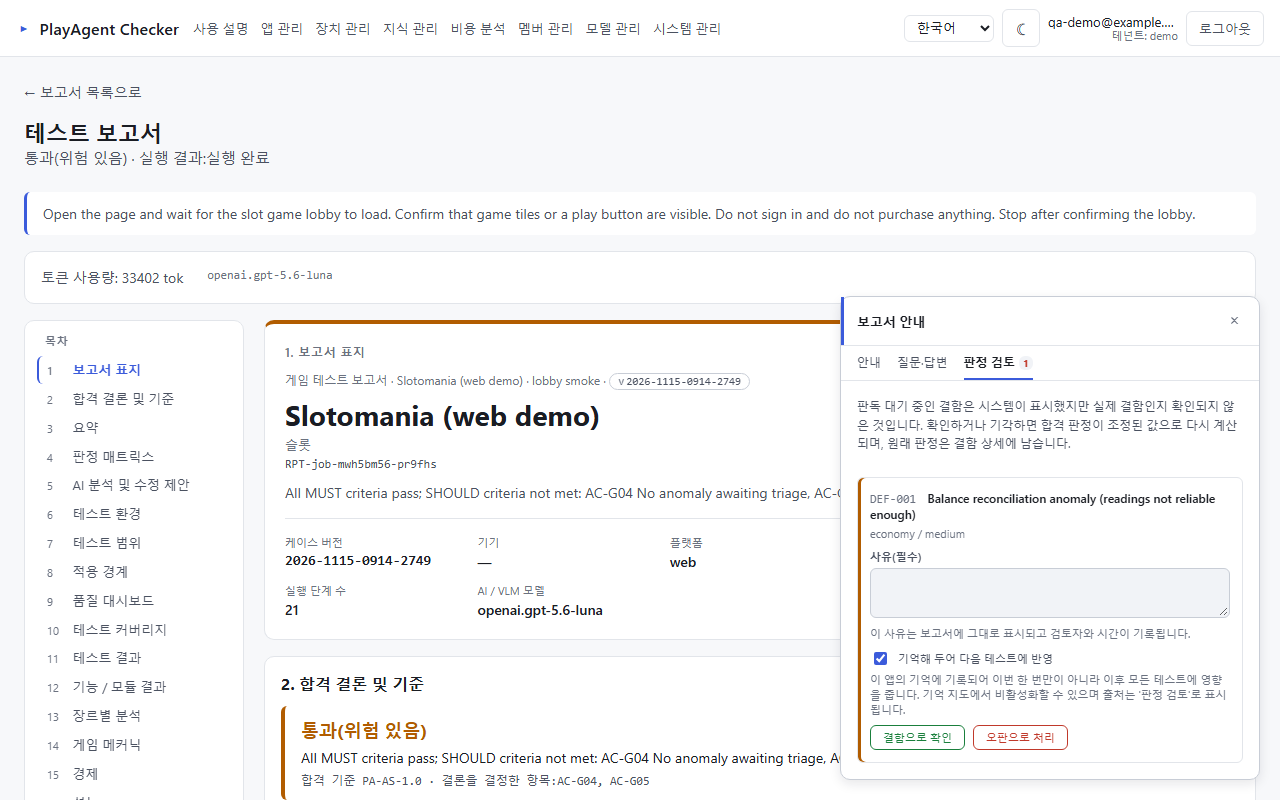 PlayAgent Checker 사용 설명 앱 관리 장치 관리 지식 관리 비용 분석 멤버 관리 모델 관리 시스템 관리 한국어 qa-demo@example.... 테넌트: demo 로그아웃
← 보고서 목록으로
테스트 보고서
통과(위험 있음) · 실행 결과:실행 완료
Open the page and wait for the slot game lobby to load. Confirm that game tiles or a play button are visible. Do not sign in and do not purchase anything. Stop after confirming the lobby.
토큰 사용량: 33402 tok openai.gpt-5.6-luna
목차
1 보고서 표지
2 합격 결론 및 기준
3 요약
4 판정 매트릭스
5 AI 분석 및 수정 제안
6 테스트 환경
7 테스트 범위
8 적용 경계
9 품질 대시보드
10 테스트 커버리지
11 테스트 결과
12 기능 / 모듈 결과
13 장르별 분석
14 게임 메커닉
15 경제
1. 보고서 표지
게임 테스트 보고서 · Slotomania (web demo) · lobby smoke · v 2026-1115-0914-2749
Slotomania (web demo)
슬롯
RPT-job-mwh5bm56-pr9fhs
All MUST criteria pass; SHOULD criteria not met: AC-G04 No anomaly awaiting triage, AC-
케이스 버전
2026-1115-0914-2749
기기
—
플랫폼
web
실행 단계 수
21
AI / VLM 모델
openai.gpt-5.6-luna
2. 합격 결론 및 기준
통과(위험 있음)
All MUST criteria pass; SHOULD criteria not met: AC-G04 No anomaly awaiting triage,
합격 기준 PA-AS-1.0 · 결론을 결정한 항목:AC-G04, AC-G05
보고서 안내 ×
안내 질문·답변 판정 검토 1
판독 대기 중인 결함은 시스템이 표시했지만 실제 결함인지 확인되지 않
은 것입니다. 확인하거나 기각하면 합격 판정이 조정된 값으로 다시 계산
되며, 원래 판정은 결함 상세에 남습니다.
DEF-001 Balance reconciliation anomaly (readings not reliable
enough)
economy / medium
사유(필수)
이 사유는 보고서에 그대로 표시되고 검토자와 시간이 기록됩니다.
기억해 두어 다음 테스트에 반영
이 앱의 기억에 기록되어 이번 한 번만이 아니라 이후 모든 테스트에 영향
을 줍니다. 기억 지도에서 비활성화할 수 있으며 출처는 '판정 검토'로 표시
됩니다.
결함으로 확인 오판으로 처리